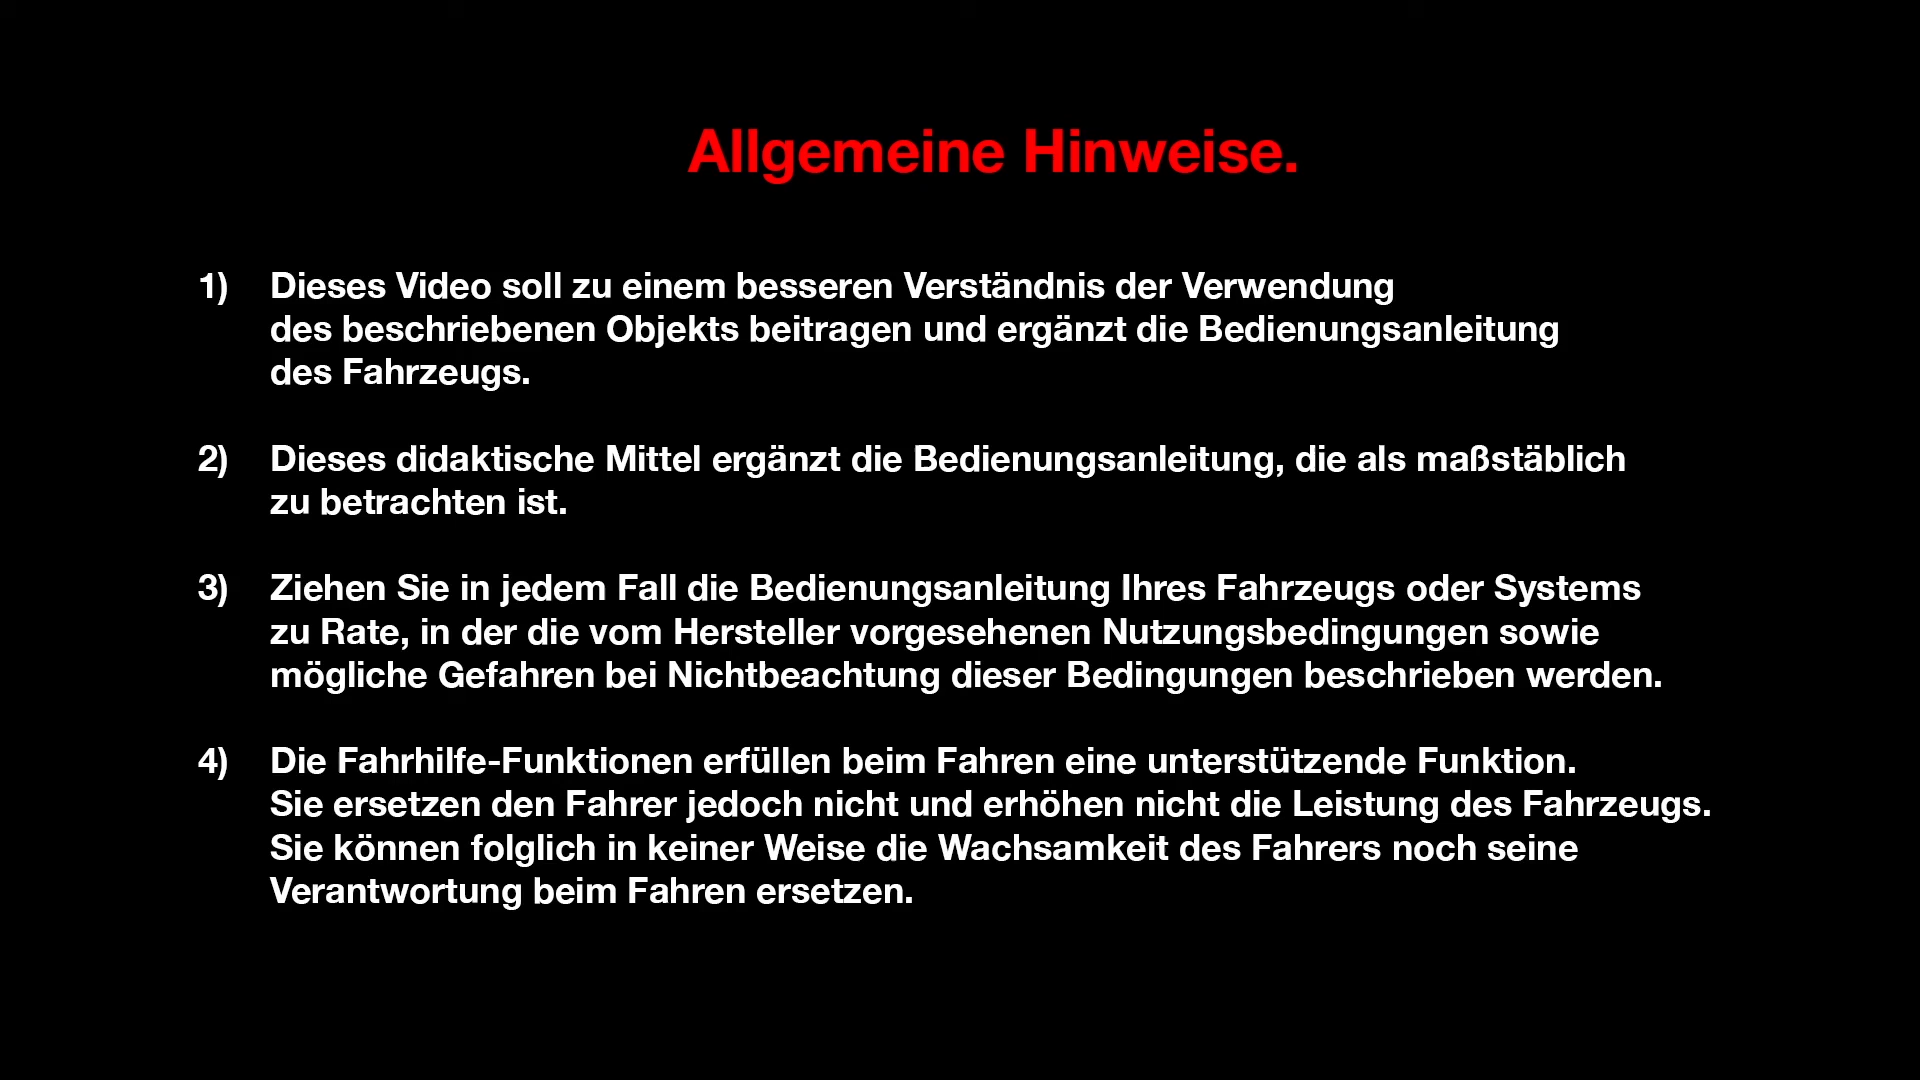 Allgemeine Hinweise.
1) Dieses Video soll zu einem besseren Verständnis der Verwendung
des beschriebenen Objekts beitragen und ergänzt die Bedienungsanleitung
des Fahrzeugs.
2) Dieses didaktische Mittel ergänzt die Bedienungsanleitung, die als maßstäblich
zu betrachten ist.
3) Ziehen Sie in jedem Fall die Bedienungsanleitung Ihres Fahrzeugs oder Systems
zu Rate, in der die vom Hersteller vorgesehenen Nutzungsbedingungen sowie
mögliche Gefahren bei Nichtbeachtung dieser Bedingungen beschrieben werden.
4) Die Fahrhilfe-Funktionen erfüllen beim Fahren eine unterstützende Funktion.
Sie ersetzen den Fahrer jedoch nicht und erhöhen nicht die Leistung des Fahrzeugs.
Sie können folglich in keiner Weise die Wachsamkeit des Fahrers noch seine
Verantwortung beim Fahren ersetzen.